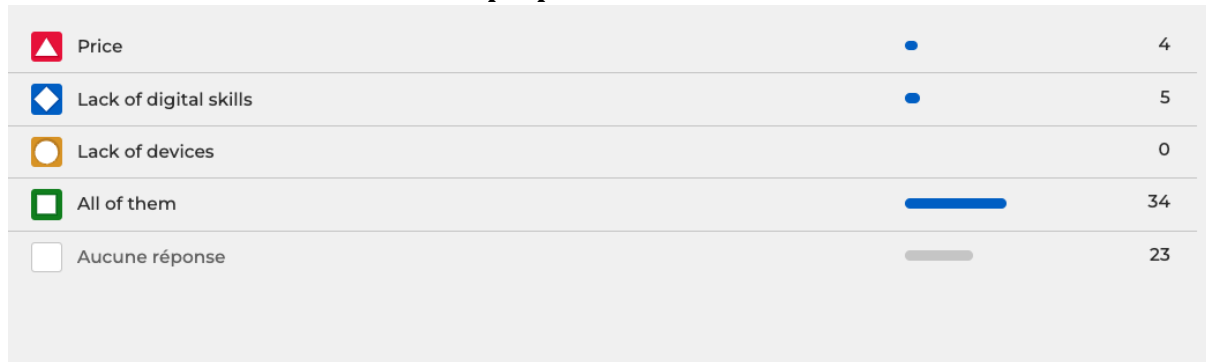 Price 4
Lack of digital skills 5
Lack of devices 0
All of them 34
Aucune réponse 23